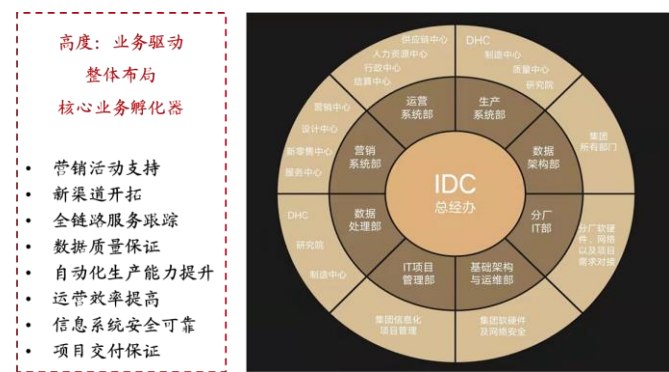 高度：业务驱动
整体布局
核心业务孵化器
• 营销活动支持
• 新渠道开拓
• 全链路服务跟踪
• 数据质量保证
• 自动化生产能力提升
• 运营效率提高
• 信息系统安全可靠
• 项目交付保证
供应链中心
人力资源中心
行政中心
结算中心
DHC
制造中心
质量中心
研究院
营销中心
设计中心
新零售中心
服务中心
集团
所有部门
DHC
研究院
制造中心
分厂软硬
件、网络
以及项目
需求对接
集团信息化
项目管理
集团软硬件
及网络安全
运营
系统部
生产
系统部
营销
系统部
数据
架构部
数据
处理部
分厂
IT部
IT项目
管理部
基础架构
与运维部
IDC
总经办